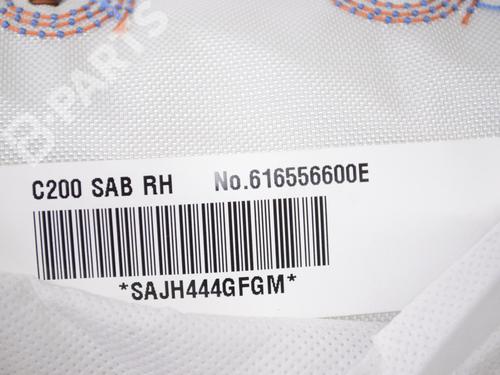 B-PARTS
C200 SAB RH No.616556600E
*SAJH444GFGM*